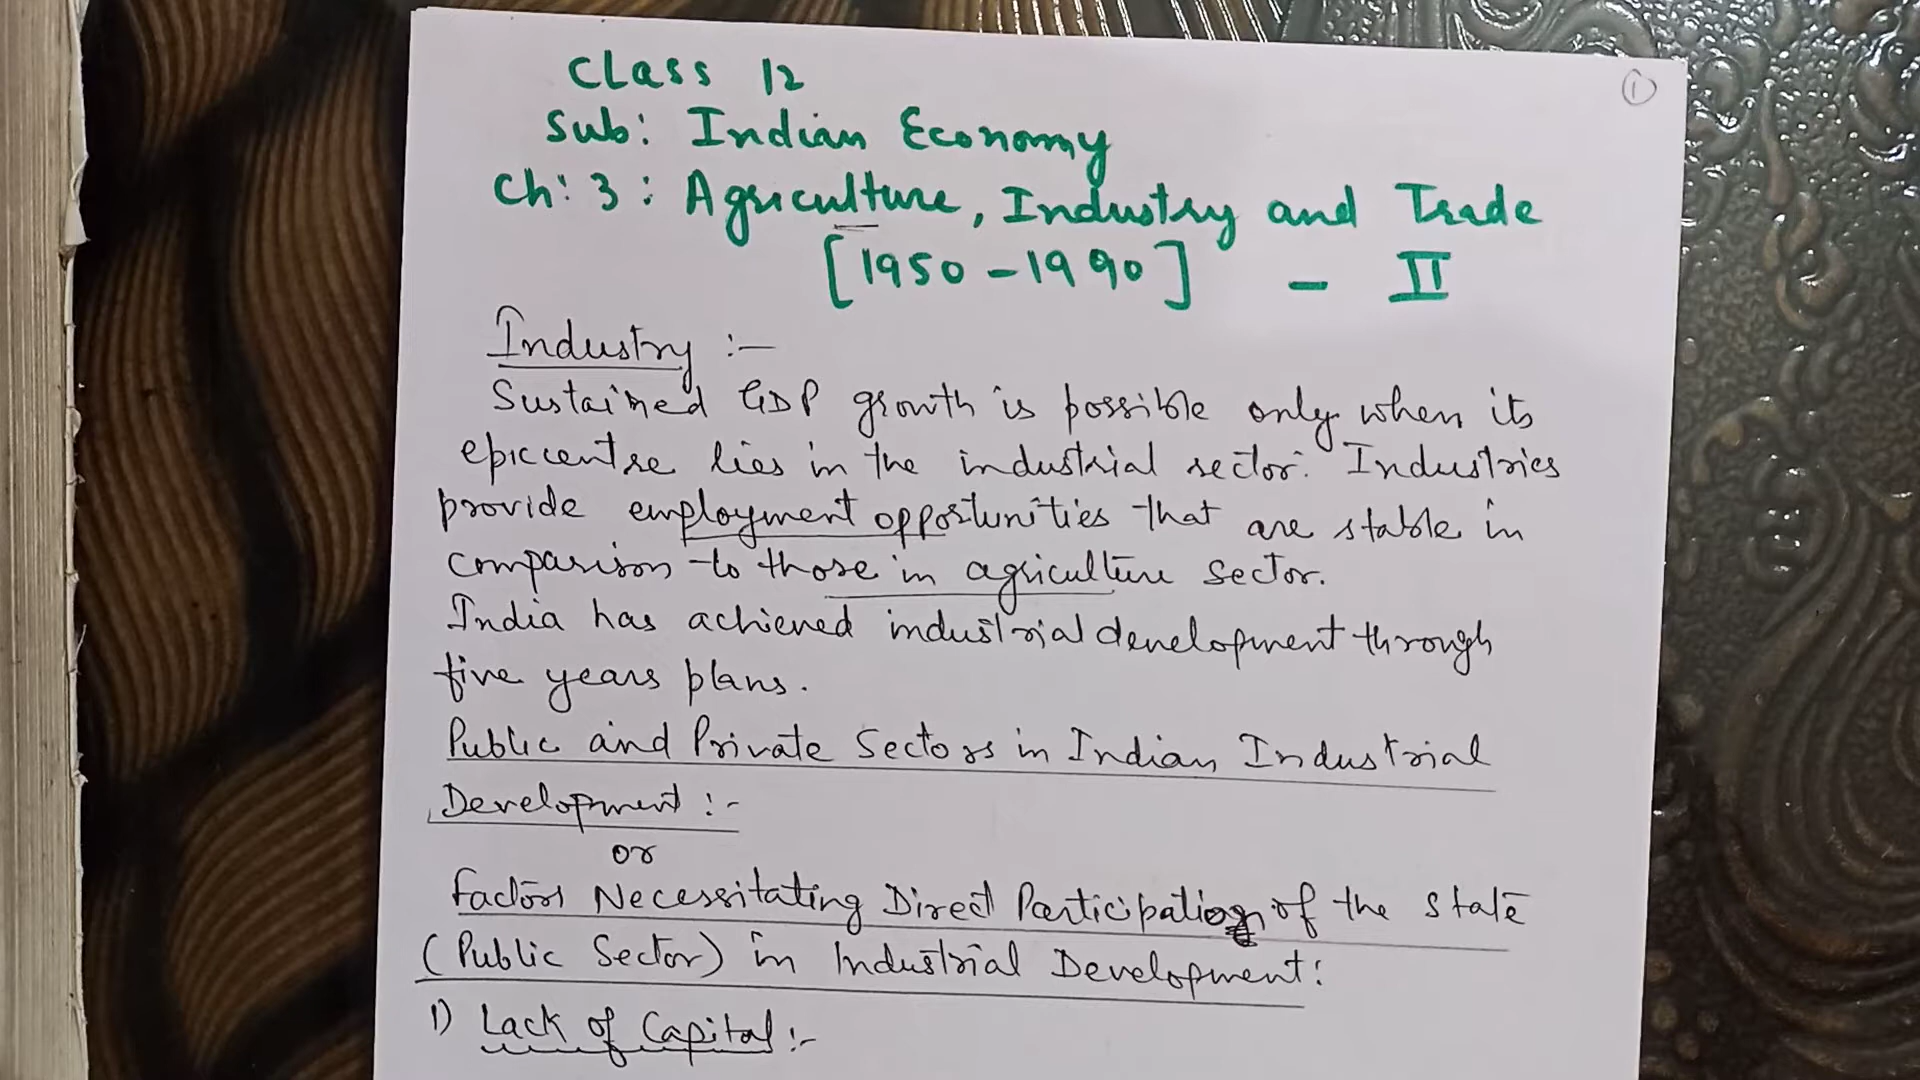 ①
Class 12
Sub: Indian Economy
Ch: 3: Agriculture, Industry and Trade
[1950-1990] - II
Industry :-
Sustained GDP growth is possible only when its
epiccentre lies in the industrial sector. Industries
provide employment opportunities that are stable in
comparison to those in agriculture sector.
India has achieved industrial development through
five years plans.
Public and Private Sectors in Indian Industrial
Development :-
or
Factors Necessitating Direct Participation of the State
(Public Sector) in Industrial Development:
1) Lack of Capital :-